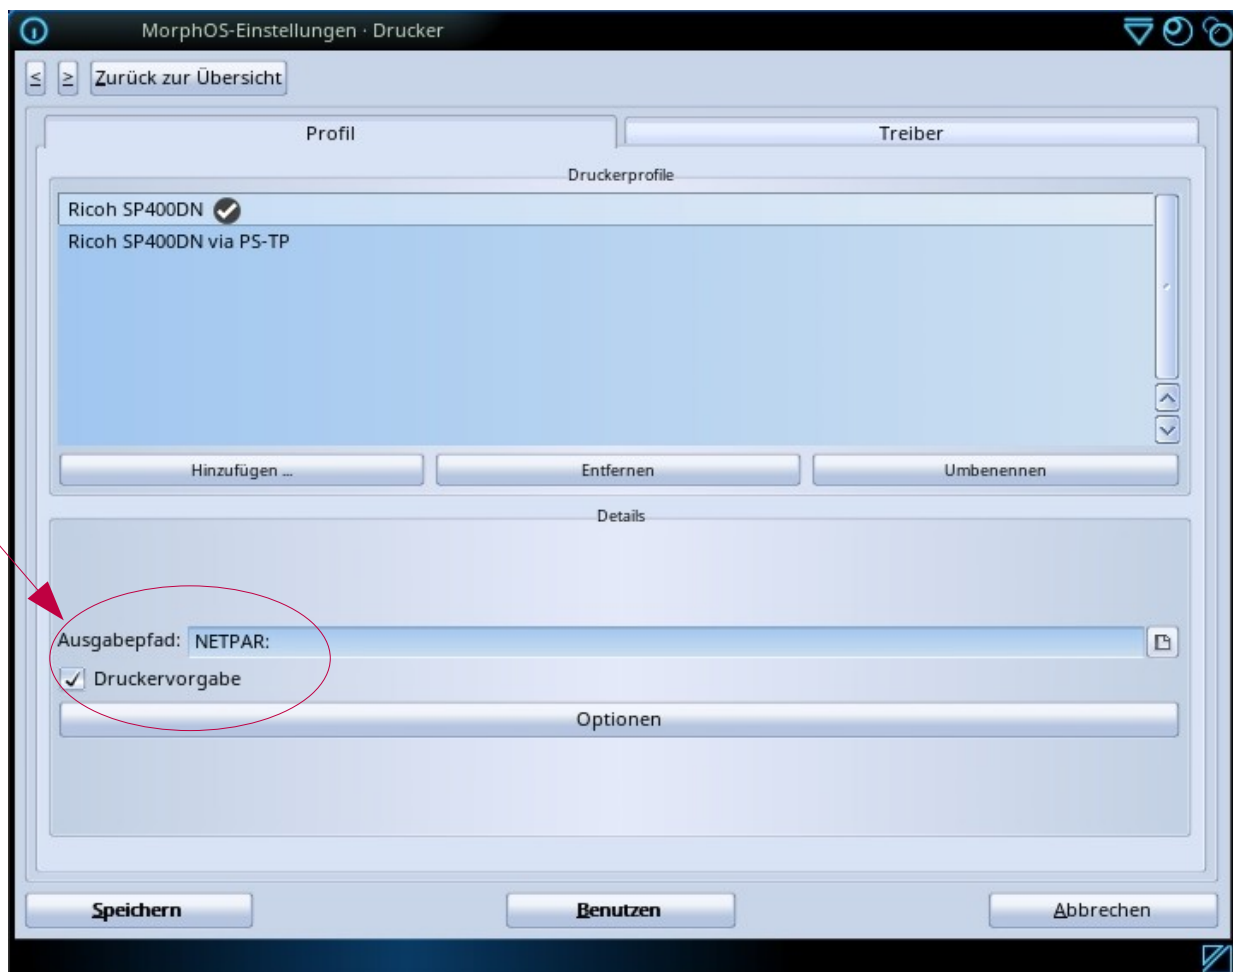 MorphOS-Einstellungen · Drucker
≤ ≥ Zurück zur Übersicht
Profil Treiber
Druckerprofile
Ricoh SP400DN
Ricoh SP400DN via PS-TP
Hinzufügen ... Entfernen Umbenennen
Details
Ausgabepfad: NETPAR:
Druckervorgabe
Optionen
Speichern Benutzen Abbrechen